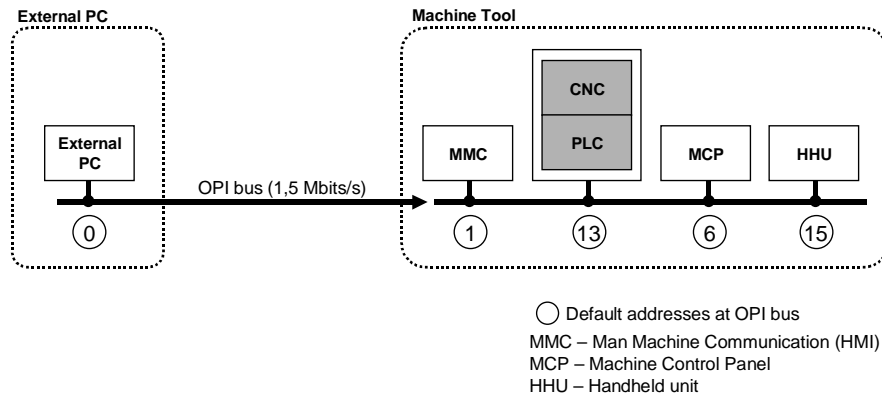 External PC
Machine Tool
CNC
External
PC
MMC
PLC
MCP
HHU
OPI bus (1,5 Mbits/s)
0
1
13
6
15
Default addresses at OPI bus
MMC – Man Machine Communication (HMI)
MCP – Machine Control Panel
HHU – Handheld unit